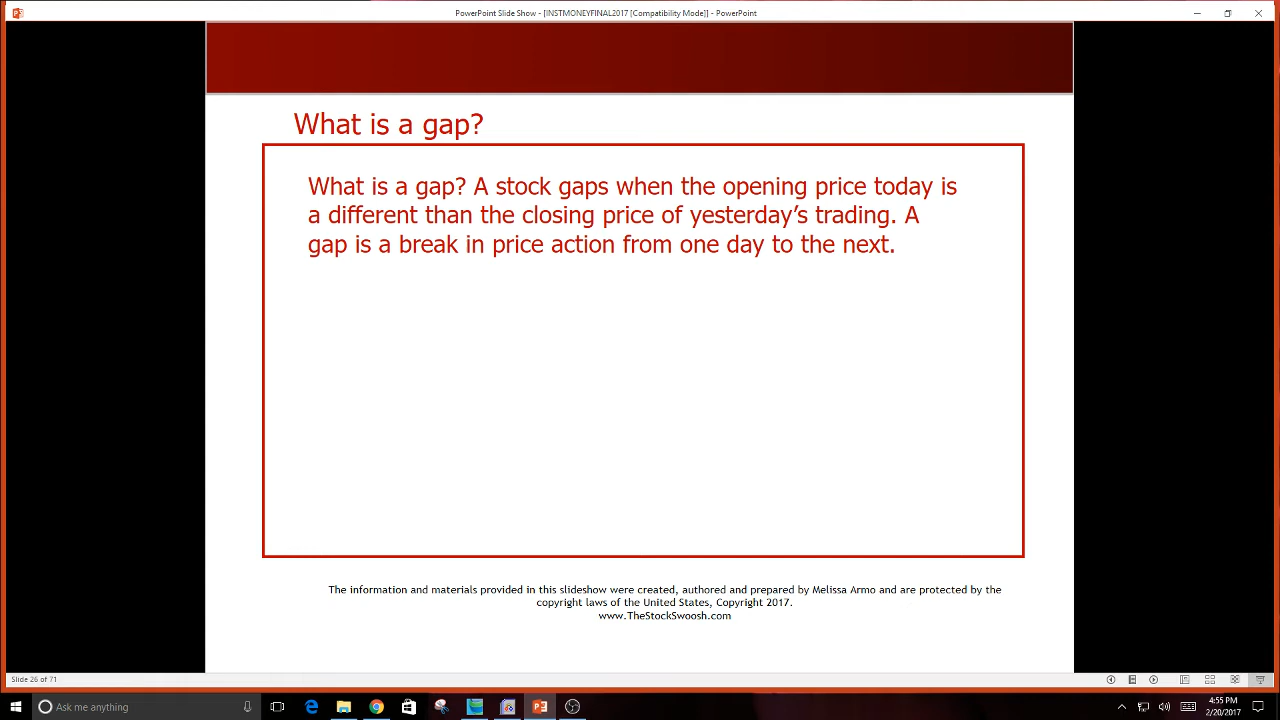 PowerPoint Slide Show - [INSTMONEYFINAL2017 [Compatibility Mode]] - PowerPoint
What is a gap?
What is a gap? A stock gaps when the opening price today is
a different than the closing price of yesterday’s trading. A
gap is a break in price action from one day to the next.
The information and materials provided in this slideshow were created, authored and prepared by Melissa Armo and are protected by the
copyright laws of the United States, Copyright 2017.
www.TheStockSwoosh.com
Slide 26 of 71
Ask me anything
4:55 PM
2/20/2017